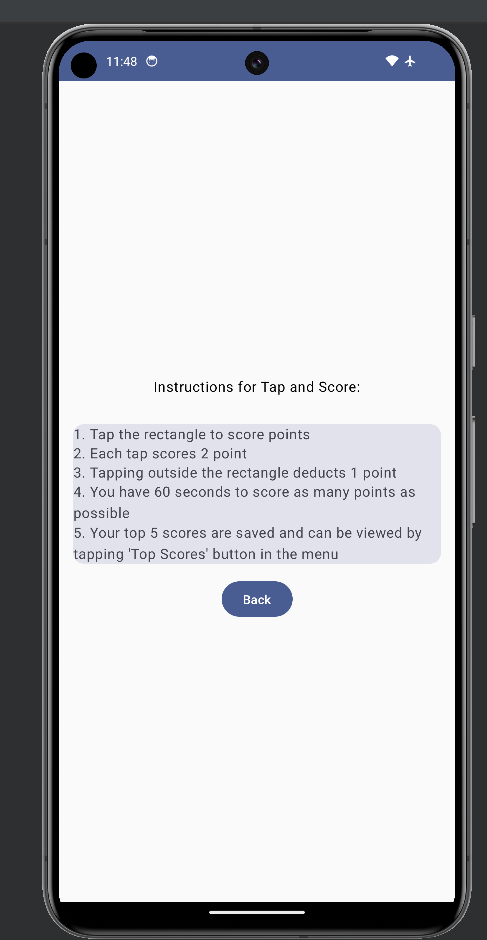 11:48
Instructions for Tap and Score:
1. Tap the rectangle to score points
2. Each tap scores 2 point
3. Tapping outside the rectangle deducts 1 point
4. You have 60 seconds to score as many points as
possible
5. Your top 5 scores are saved and can be viewed by
tapping 'Top Scores' button in the menu
Back